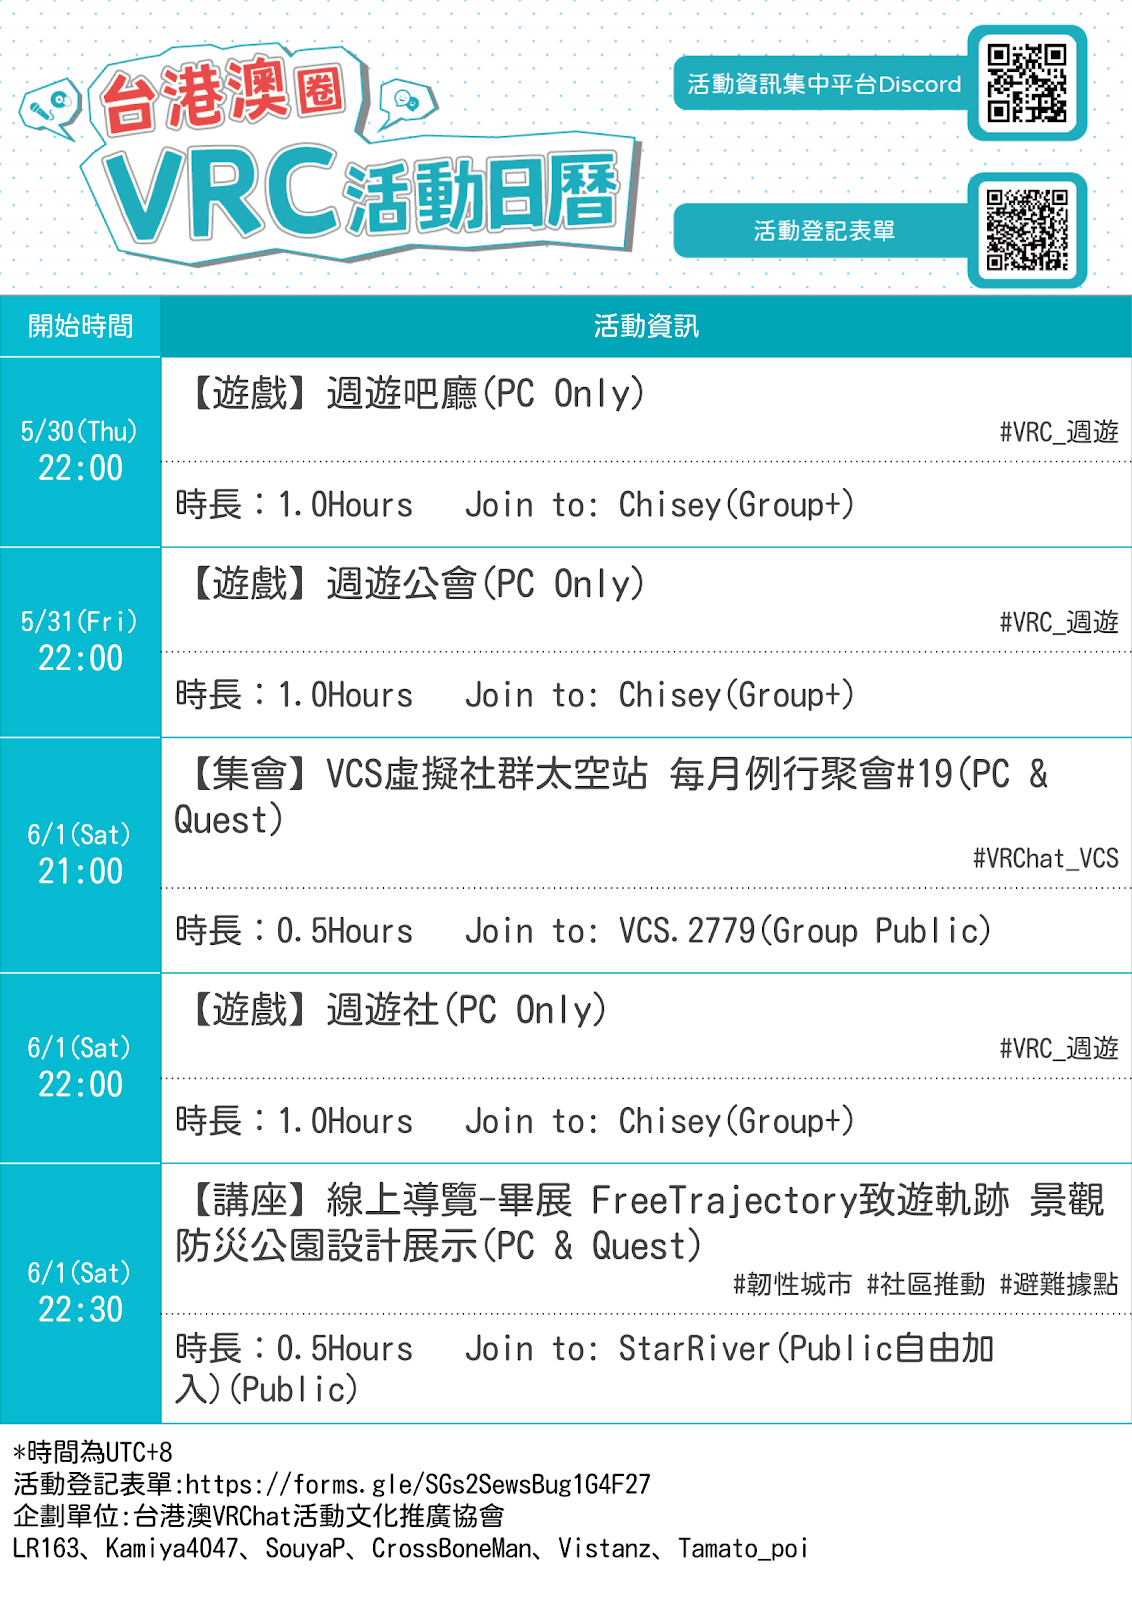 台港澳圈
VRC活動日曆
活動資訊集中平台Discord
活動登記表單
開始時間
活動資訊
5/30(Thu)
22:00
【遊戲】週遊吧廳(PC Only)
#VRC_週遊
時長：1.0Hours Join to: Chisey(Group+)
5/31(Fri)
22:00
【遊戲】週遊公會(PC Only)
#VRC_週遊
時長：1.0Hours Join to: Chisey(Group+)
6/1(Sat)
21:00
【集會】VCS虛擬社群太空站 每月例行聚會#19(PC &
Quest)
#VRChat_VCS
時長：0.5Hours Join to: VCS.2779(Group Public)
6/1(Sat)
22:00
【遊戲】週遊社(PC Only)
#VRC_週遊
時長：1.0Hours Join to: Chisey(Group+)
6/1(Sat)
22:30
【講座】線上導覽-畢展 FreeTrajectory致遊軌跡 景觀
防災公園設計展示(PC & Quest)
#韌性城市 #社區推動 #避難據點
時長：0.5Hours Join to: StarRiver(Public自由加
入)(Public)
*時間為UTC+8
活動登記表單:https://forms.gle/SGs2SewsBug1G4F27
企劃單位:台港澳VRChat活動文化推廣協會
LR163、Kamiya4047、SouyaP、CrossBoneMan、Vistanz、Tamato_poi